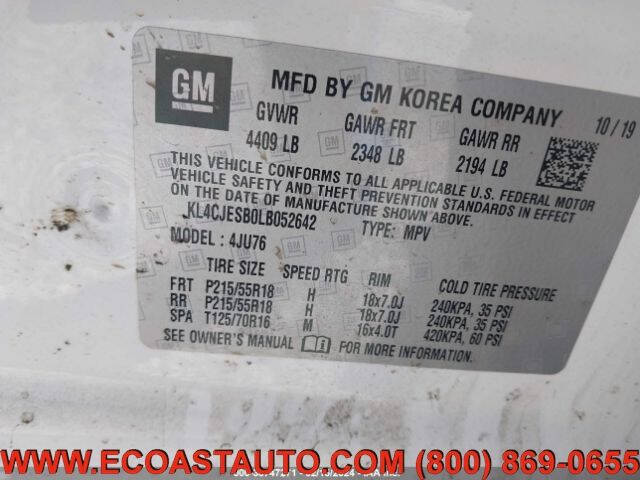 GM
MFD BY GM KOREA COMPANY
10/19
GVWR GAWR FRT GAWR RR
4409 LB 2348 LB 2194 LB
THIS VEHICLE CONFORMS TO ALL APPLICABLE U.S. FEDERAL MOTOR
VEHICLE SAFETY AND THEFT PREVENTION STANDARDS IN EFFECT
ON THE DATE OF MANUFACTURE SHOWN ABOVE.
KL4CJESB0LB052642 TYPE: MPV
MODEL: 4JU76
TIRE SIZE SPEED RTG RIM COLD TIRE PRESSURE
FRT P215/55R18 H 18x7.0J 240KPA, 35 PSI
RR P215/55R18 H 18x7.0J 240KPA, 35 PSI
SPA T125/70R16 M 16x4.0T 420KPA, 60 PSI
SEE OWNER'S MANUAL FOR MORE INFORMATION
WWW.ECOASTAUTO.COM (800) 869-0655